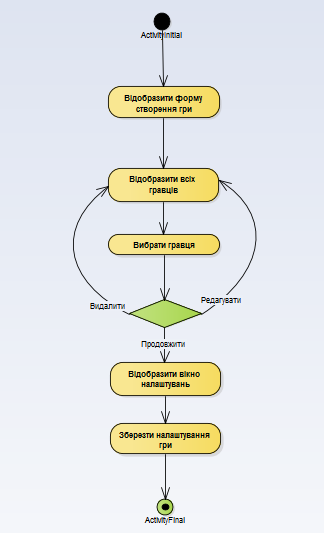 ActivityInitial
Відобразити форму
створення гри
Відобразити всіх
гравців
Вибрати гравця
Видалити
Редагувати
Продовжити
Відобразити вікно
налаштувань
Зберезти налаштування
гри
ActivityFinal